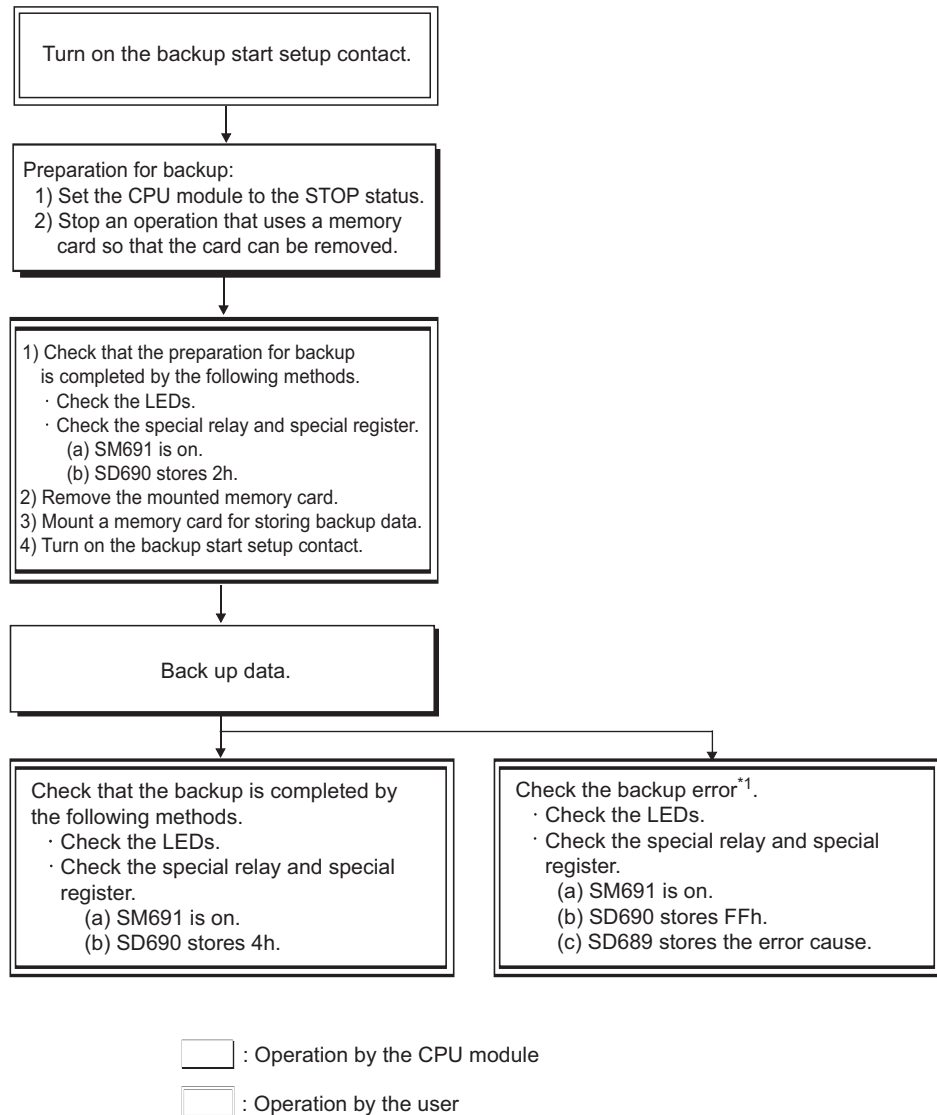 Turn on the backup start setup contact.
Preparation for backup:
1) Set the CPU module to the STOP status.
2) Stop an operation that uses a memory
card so that the card can be removed.
1) Check that the preparation for backup
is completed by the following methods.
· Check the LEDs.
· Check the special relay and special register.
(a) SM691 is on.
(b) SD690 stores 2h.
2) Remove the mounted memory card.
3) Mount a memory card for storing backup data.
4) Turn on the backup start setup contact.
Back up data.
Check that the backup is completed by
the following methods.
· Check the LEDs.
· Check the special relay and special
register.
(a) SM691 is on.
(b) SD690 stores 4h.
Check the backup error*1.
· Check the LEDs.
· Check the special relay and special
register.
(a) SM691 is on.
(b) SD690 stores FFh.
(c) SD689 stores the error cause.
: Operation by the CPU module
: Operation by the user